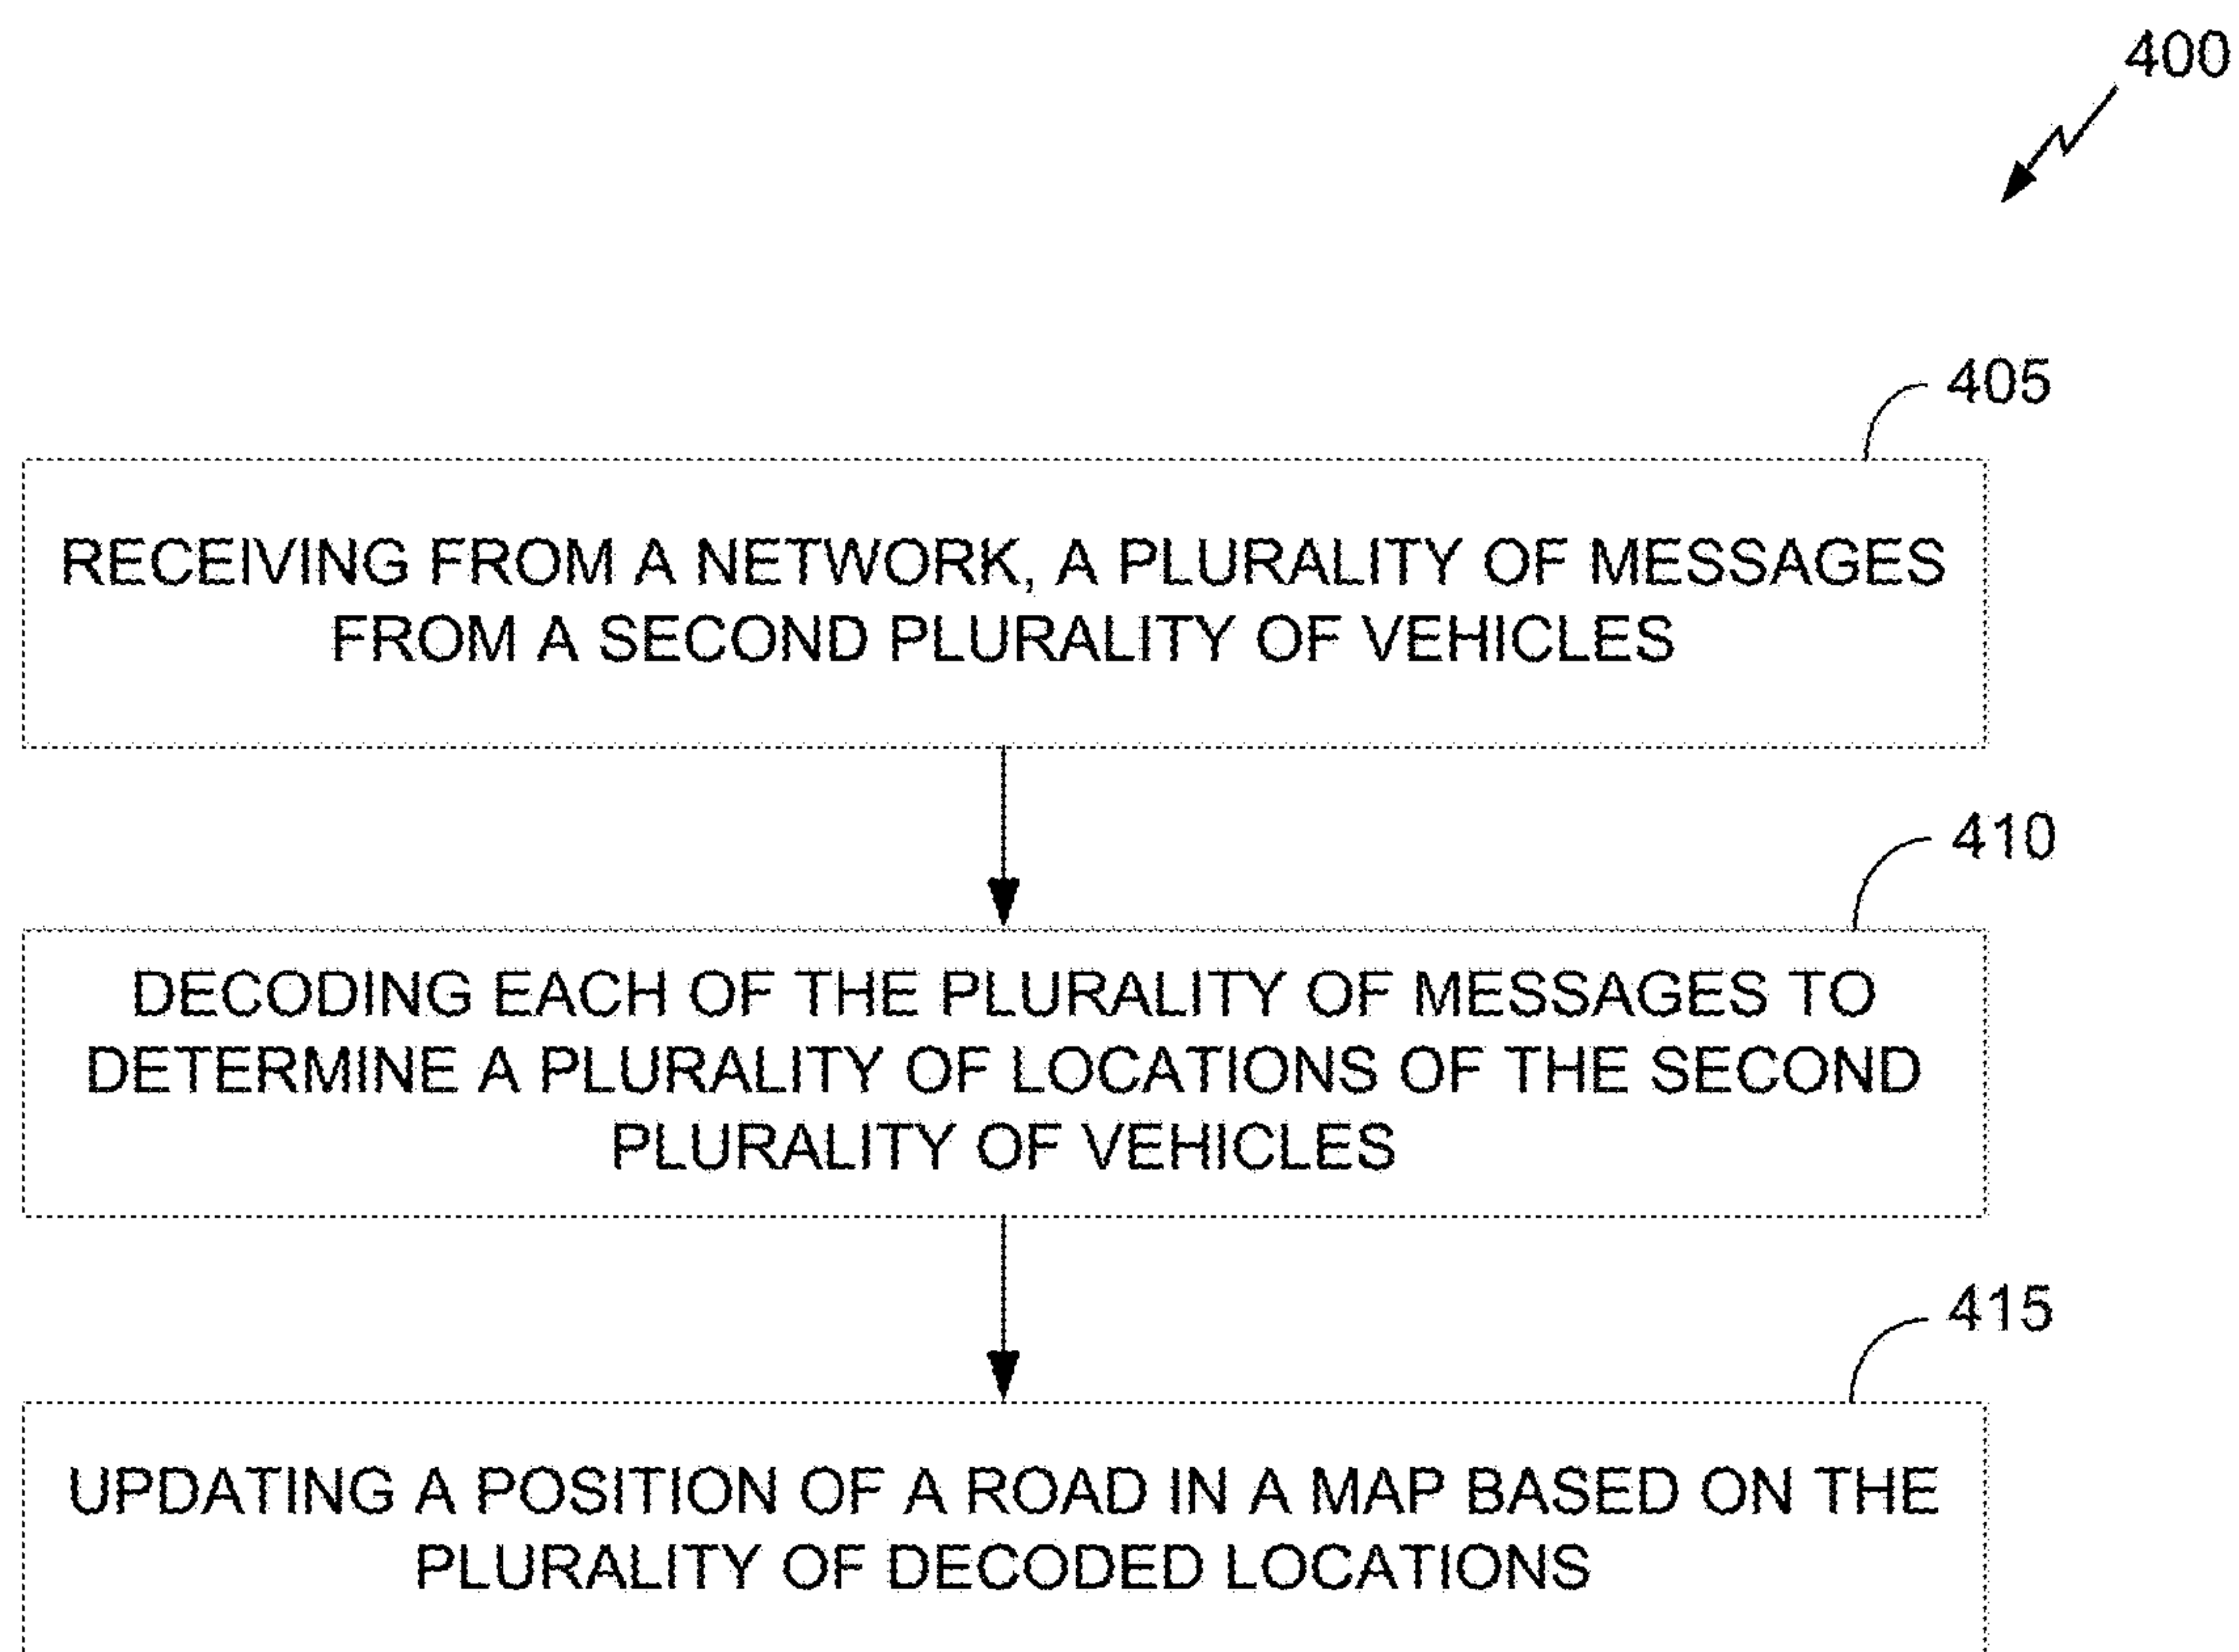 400
405
RECEIVING FROM A NETWORK, A PLURALITY OF MESSAGES
FROM A SECOND PLURALITY OF VEHICLES
410
DECODING EACH OF THE PLURALITY OF MESSAGES TO
DETERMINE A PLURALITY OF LOCATIONS OF THE SECOND
PLURALITY OF VEHICLES
415
UPDATING A POSITION OF A ROAD IN A MAP BASED ON THE
PLURALITY OF DECODED LOCATIONS